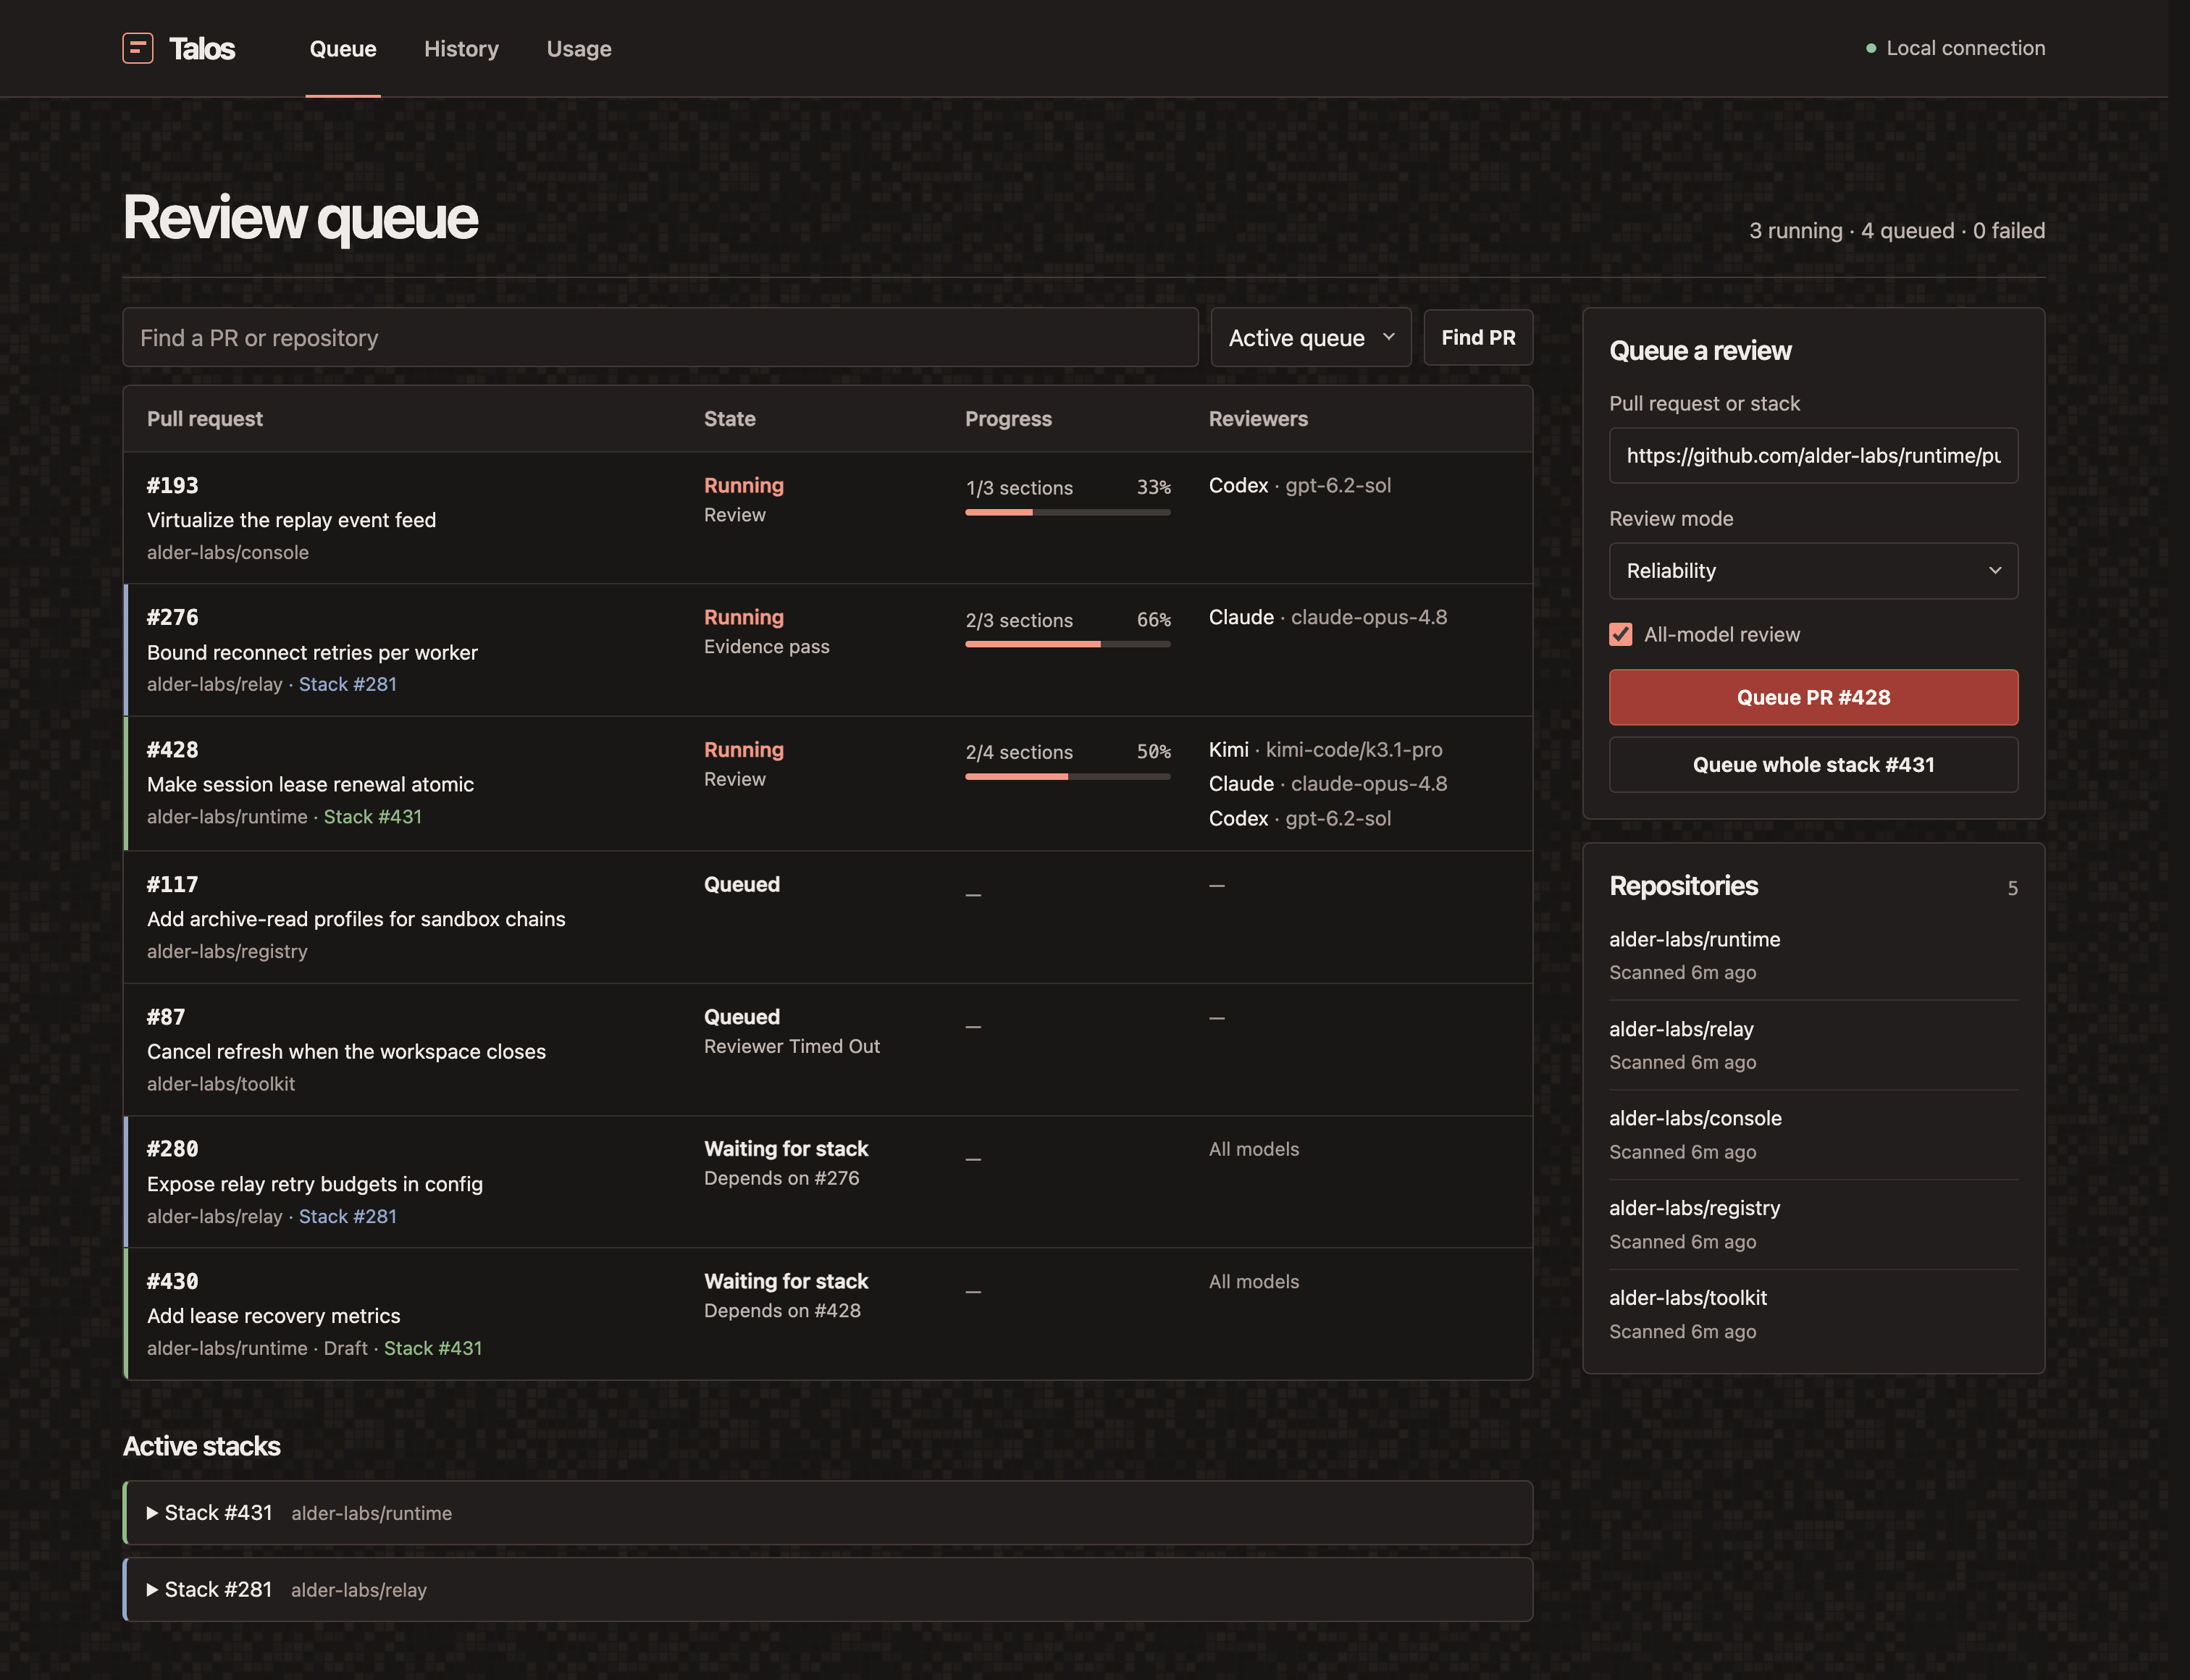 Talos
Queue
History
Usage
Local connection
Review queue
3 running · 4 queued · 0 failed
Find a PR or repository
Active queue
Find PR
Pull request
State
Progress
Reviewers
#193
Virtualize the replay event feed
alder-labs/console
Running
Review
1/3 sections 33%
Codex · gpt-6.2-sol
#276
Bound reconnect retries per worker
alder-labs/relay · Stack #281
Running
Evidence pass
2/3 sections 66%
Claude · claude-opus-4.8
#428
Make session lease renewal atomic
alder-labs/runtime · Stack #431
Running
Review
2/4 sections 50%
Kimi · kimi-code/k3.1-pro
Claude · claude-opus-4.8
Codex · gpt-6.2-sol
#117
Add archive-read profiles for sandbox chains
alder-labs/registry
Queued
—
—
#87
Cancel refresh when the workspace closes
alder-labs/toolkit
Queued
Reviewer Timed Out
—
—
#280
Expose relay retry budgets in config
alder-labs/relay · Stack #281
Waiting for stack
Depends on #276
—
All models
#430
Add lease recovery metrics
alder-labs/runtime · Draft · Stack #431
Waiting for stack
Depends on #428
—
All models
Active stacks
Stack #431 alder-labs/runtime
Stack #281 alder-labs/relay
Queue a review
Pull request or stack
https://github.com/alder-labs/runtime/pu
Review mode
Reliability
All-model review
Queue PR #428
Queue whole stack #431
Repositories 5
alder-labs/runtime
Scanned 6m ago
alder-labs/relay
Scanned 6m ago
alder-labs/console
Scanned 6m ago
alder-labs/registry
Scanned 6m ago
alder-labs/toolkit
Scanned 6m ago